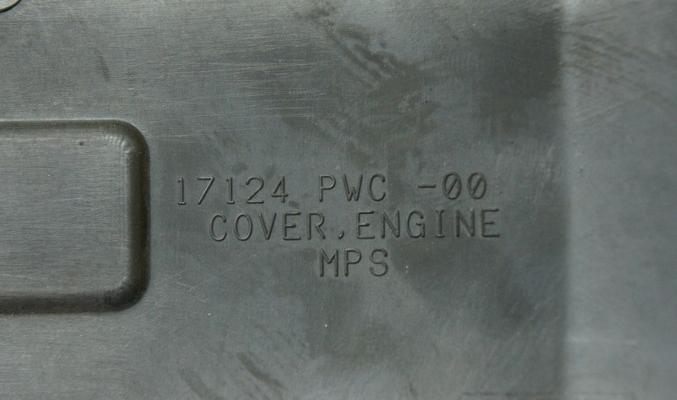 17124 PWC -00
COVER,ENGINE
MPS